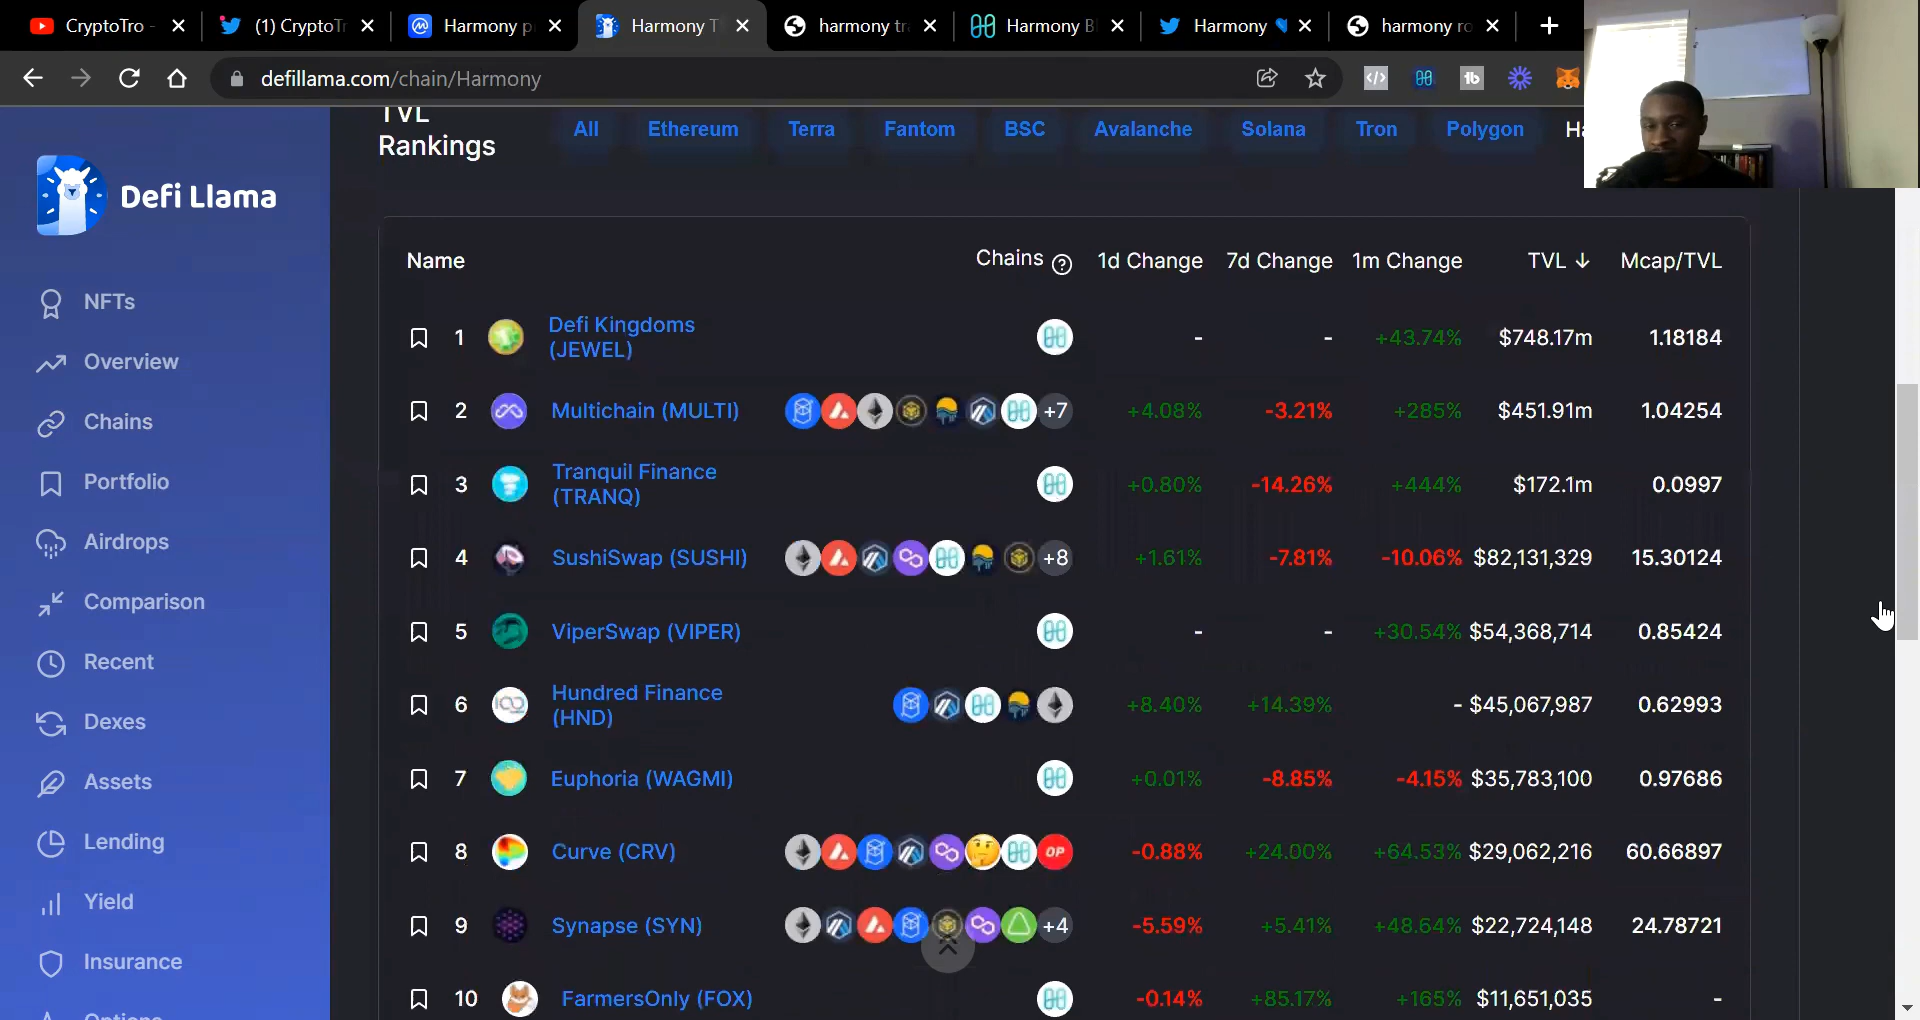 CryptoTro -
(1) CryptoTr
Harmony p
Harmony T
harmony tr
Harmony B
Harmony
harmony ro
defillama.com/chain/Harmony
</>
tb
TVL
Rankings
All
Ethereum
Terra
Fantom
BSC
Avalanche
Solana
Tron
Polygon
Ha
Defi Llama
NFTs
Overview
Chains
Portfolio
Airdrops
Comparison
Recent
Dexes
Assets
Lending
Yield
Insurance
Options
Name Chains ? 1d Change 7d Change 1m Change TVL ↓ Mcap/TVL
1 Defi Kingdoms - - +43.74% $748.17m 1.18184
(JEWEL)
2 Multichain (MULTI) +7 +4.08% -3.21% +285% $451.91m 1.04254
3 Tranquil Finance +0.80% -14.26% +444% $172.1m 0.0997
(TRANQ)
4 SushiSwap (SUSHI) +8 +1.61% -7.81% -10.06% $82,131,329 15.30124
5 ViperSwap (VIPER) - - +30.54% $54,368,714 0.85424
6 Hundred Finance +8.40% +14.39% - $45,067,987 0.62993
(HND)
7 Euphoria (WAGMI) +0.01% -8.85% -4.15% $35,783,100 0.97686
8 Curve (CRV) OP -0.88% +24.00% +64.53% $29,062,216 60.66897
9 Synapse (SYN) +4 -5.59% +5.41% +48.64% $22,724,148 24.78721
10 FarmersOnly (FOX) -0.14% +85.17% +165% $11,651,035 -